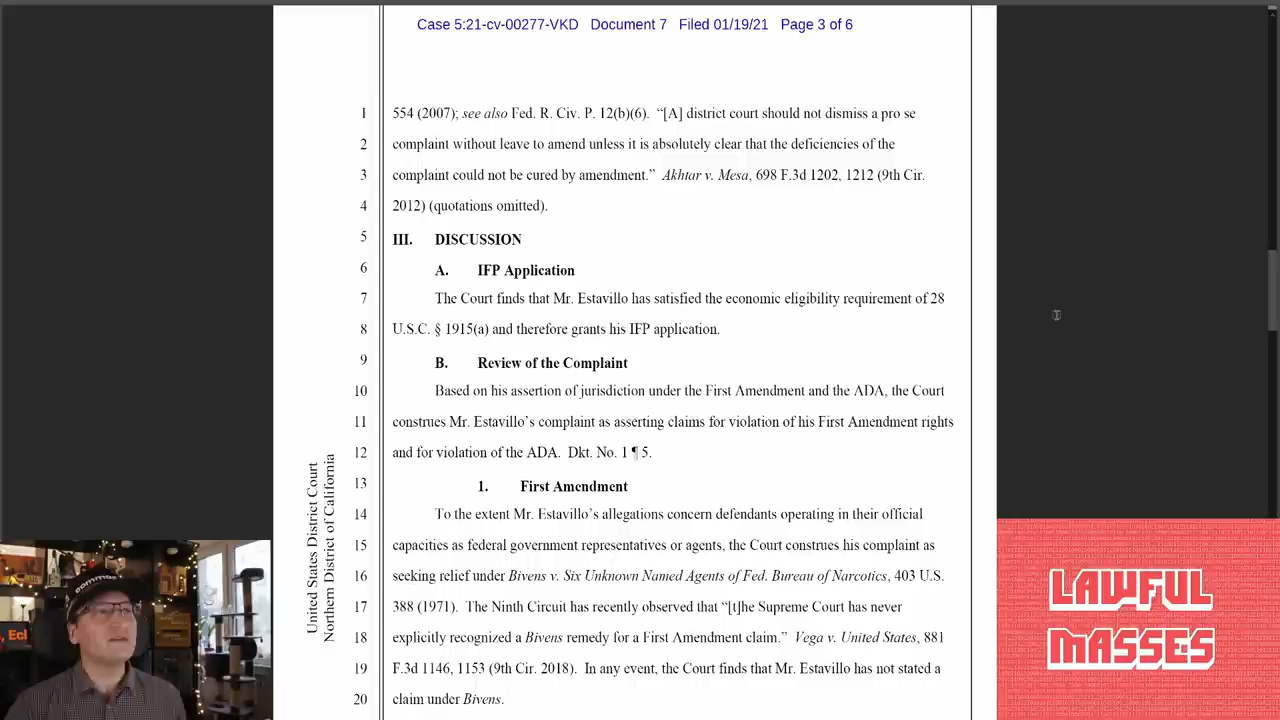 Case 5:21-cv-00277-VKD Document 7 Filed 01/19/21 Page 3 of 6
1 554 (2007); see also Fed. R. Civ. P. 12(b)(6). “[A] district court should not dismiss a pro se
2 complaint without leave to amend unless it is absolutely clear that the deficiencies of the
3 complaint could not be cured by amendment.” Akhtar v. Mesa, 698 F.3d 1202, 1212 (9th Cir.
4 2012) (quotations omitted).
5 III. DISCUSSION
6 A. IFP Application
7 The Court finds that Mr. Estavillo has satisfied the economic eligibility requirement of 28
8 U.S.C. § 1915(a) and therefore grants his IFP application.
9 B. Review of the Complaint
10 Based on his assertion of jurisdiction under the First Amendment and the ADA, the Court
11 construes Mr. Estavillo’s complaint as asserting claims for violation of his First Amendment rights
12 and for violation of the ADA. Dkt. No. 1 ¶ 5.
13 1. First Amendment
14 To the extent Mr. Estavillo’s allegations concern defendants operating in their official
15 capacities as federal government representatives or agents, the Court construes his complaint as
16 seeking relief under Bivens v. Six Unknown Named Agents of Fed. Bureau of Narcotics, 403 U.S.
17 388 (1971). The Ninth Circuit has recently observed that “[t]he Supreme Court has never
18 explicitly recognized a Bivens remedy for a First Amendment claim.” Vega v. United States, 881
19 F.3d 1146, 1153 (9th Cir. 2018). In any event, the Court finds that Mr. Estavillo has not stated a
20 claim under Bivens.
United States District Court
Northern District of California
LAWFUL
MASSES